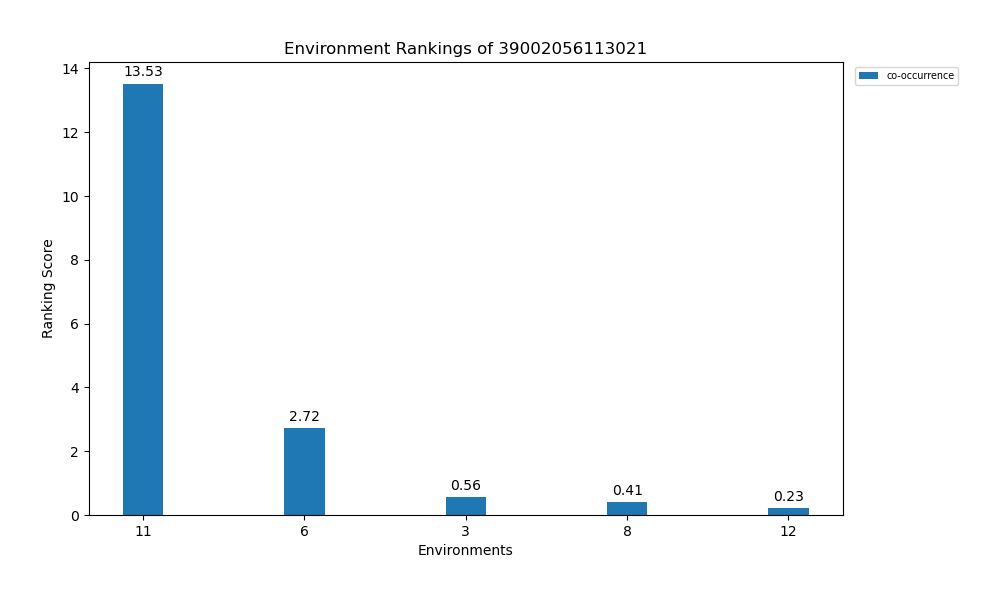 Environment Rankings of 39002056113021
co-occurrence
Ranking Score
14
12
10
8
6
4
2
0
13.53
2.72
0.56
0.41
0.23
11 6 3 8 12
Environments